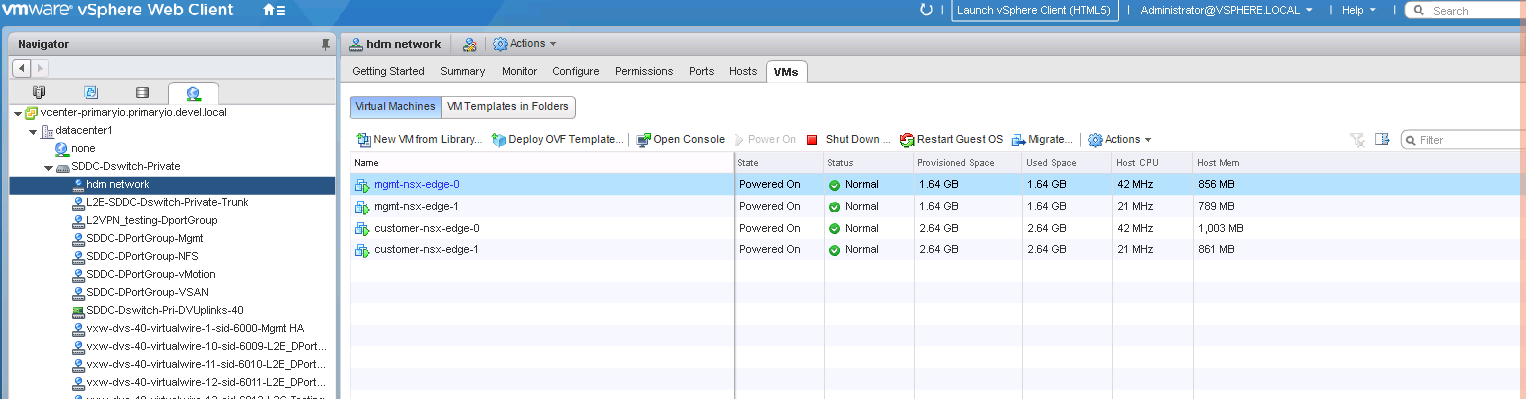 vmware® vSphere Web Client
Launch vSphere Client (HTML5) | Administrator@VSPHERE.LOCAL | Help | Search
Navigator
vcenter-primaryio.primaryio.devel.local
datacenter1
none
SDDC-Dswitch-Private
hdm network
L2E-SDDC-Dswitch-Private-Trunk
L2VPN_testing-DportGroup
SDDC-DPortGroup-Mgmt
SDDC-DPortGroup-NFS
SDDC-DPortGroup-vMotion
SDDC-DPortGroup-VSAN
SDDC-Dswitch-Pri-DVUplinks-40
vxw-dvs-40-virtualwire-1-sid-6000-Mgmt HA
vxw-dvs-40-virtualwire-10-sid-6009-L2E_DPort...
vxw-dvs-40-virtualwire-11-sid-6010-L2E_DPort...
vxw-dvs-40-virtualwire-12-sid-6011-L2E_DPort...
hdm network Actions
Getting Started Summary Monitor Configure Permissions Ports Hosts VMs
Virtual Machines VM Templates in Folders
New VM from Library... Deploy OVF Template... Open Console Power On Shut Down ... Restart Guest OS Migrate... Actions Filter
Name State Status Provisioned Space Used Space Host CPU Host Mem
mgmt-nsx-edge-0 Powered On Normal 1.64 GB 1.64 GB 42 MHz 856 MB
mgmt-nsx-edge-1 Powered On Normal 1.64 GB 1.64 GB 21 MHz 789 MB
customer-nsx-edge-0 Powered On Normal 2.64 GB 2.64 GB 42 MHz 1,003 MB
customer-nsx-edge-1 Powered On Normal 2.64 GB 2.64 GB 21 MHz 861 MB